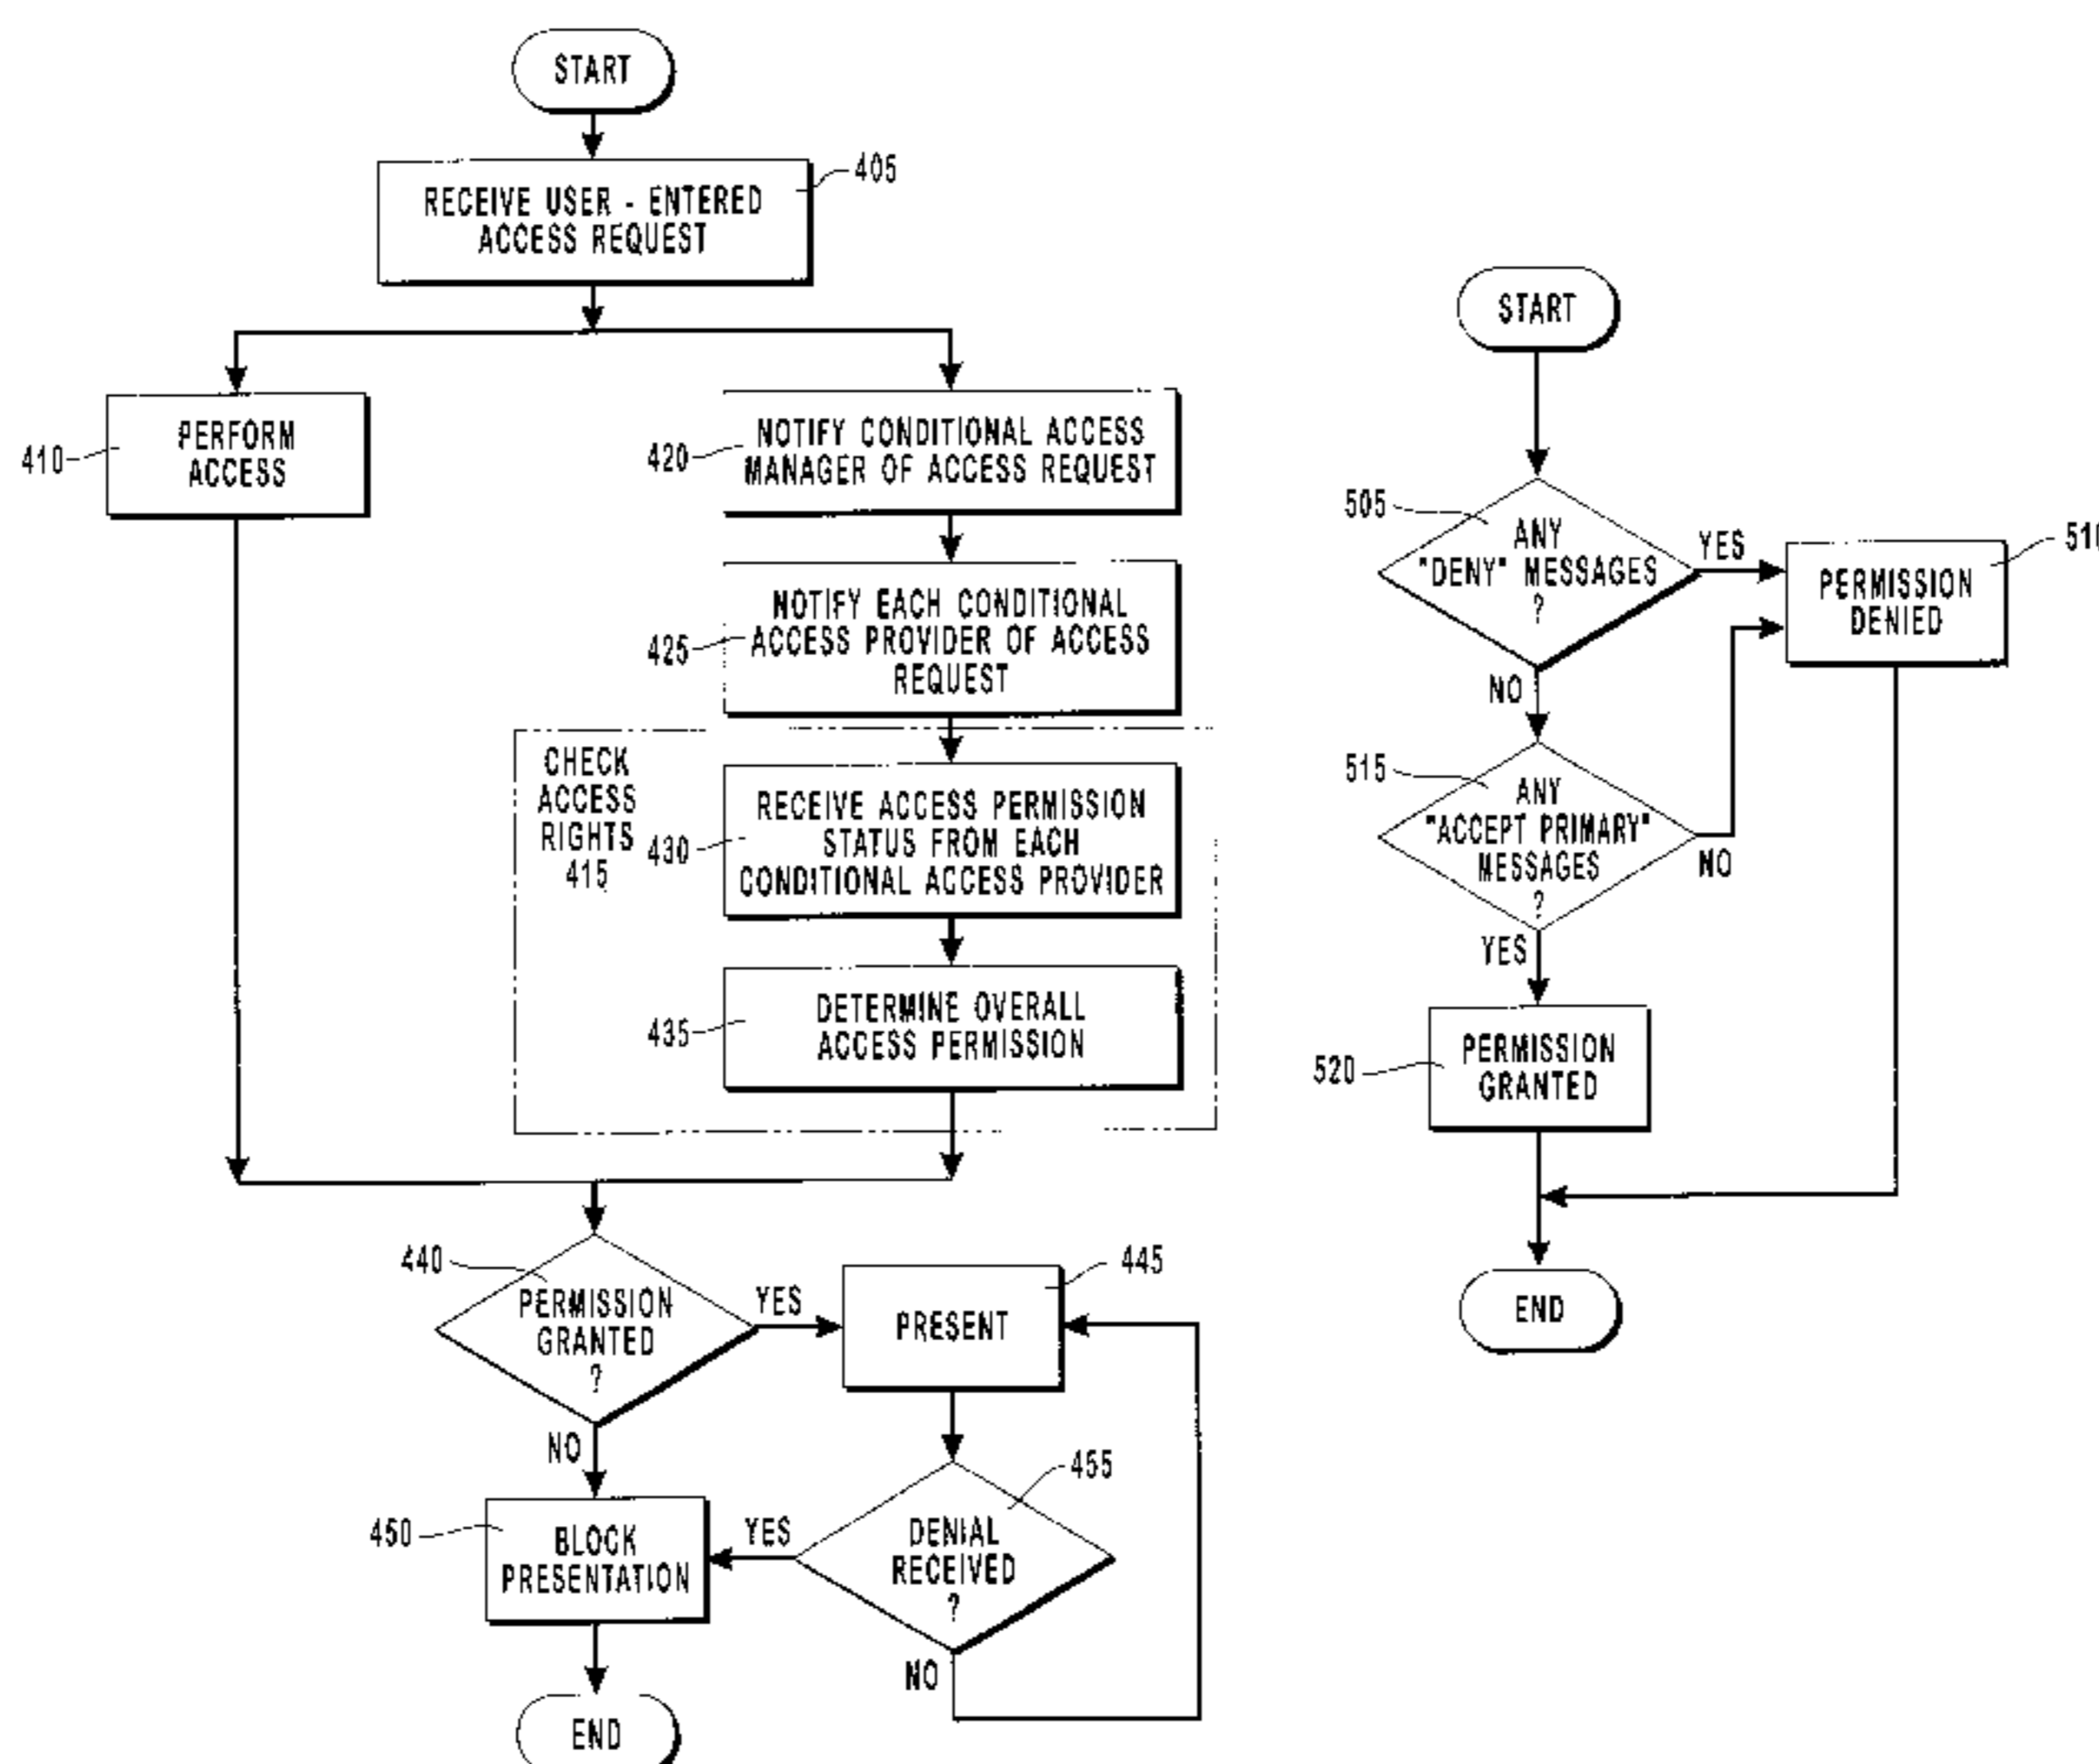 START
RECEIVE USER - ENTERED
ACCESS REQUEST
405
PERFORM
ACCESS
410
NOTIFY CONDITIONAL ACCESS
MANAGER OF ACCESS REQUEST
420
NOTIFY EACH CONDITIONAL
ACCESS PROVIDER OF ACCESS
REQUEST
425
CHECK
ACCESS
RIGHTS
415
RECEIVE ACCESS PERMISSION
STATUS FROM EACH
CONDITIONAL ACCESS PROVIDER
430
DETERMINE OVERALL
ACCESS PERMISSION
435
440
PERMISSION
GRANTED
?
YES
NO
445
PRESENT
455
DENIAL
RECEIVED
?
YES
NO
450
BLOCK
PRESENTATION
END
START
505
ANY
"DENY" MESSAGES
?
YES
NO
510
PERMISSION
DENIED
515
ANY
"ACCEPT PRIMARY"
MESSAGES
?
NO
YES
520
PERMISSION
GRANTED
END